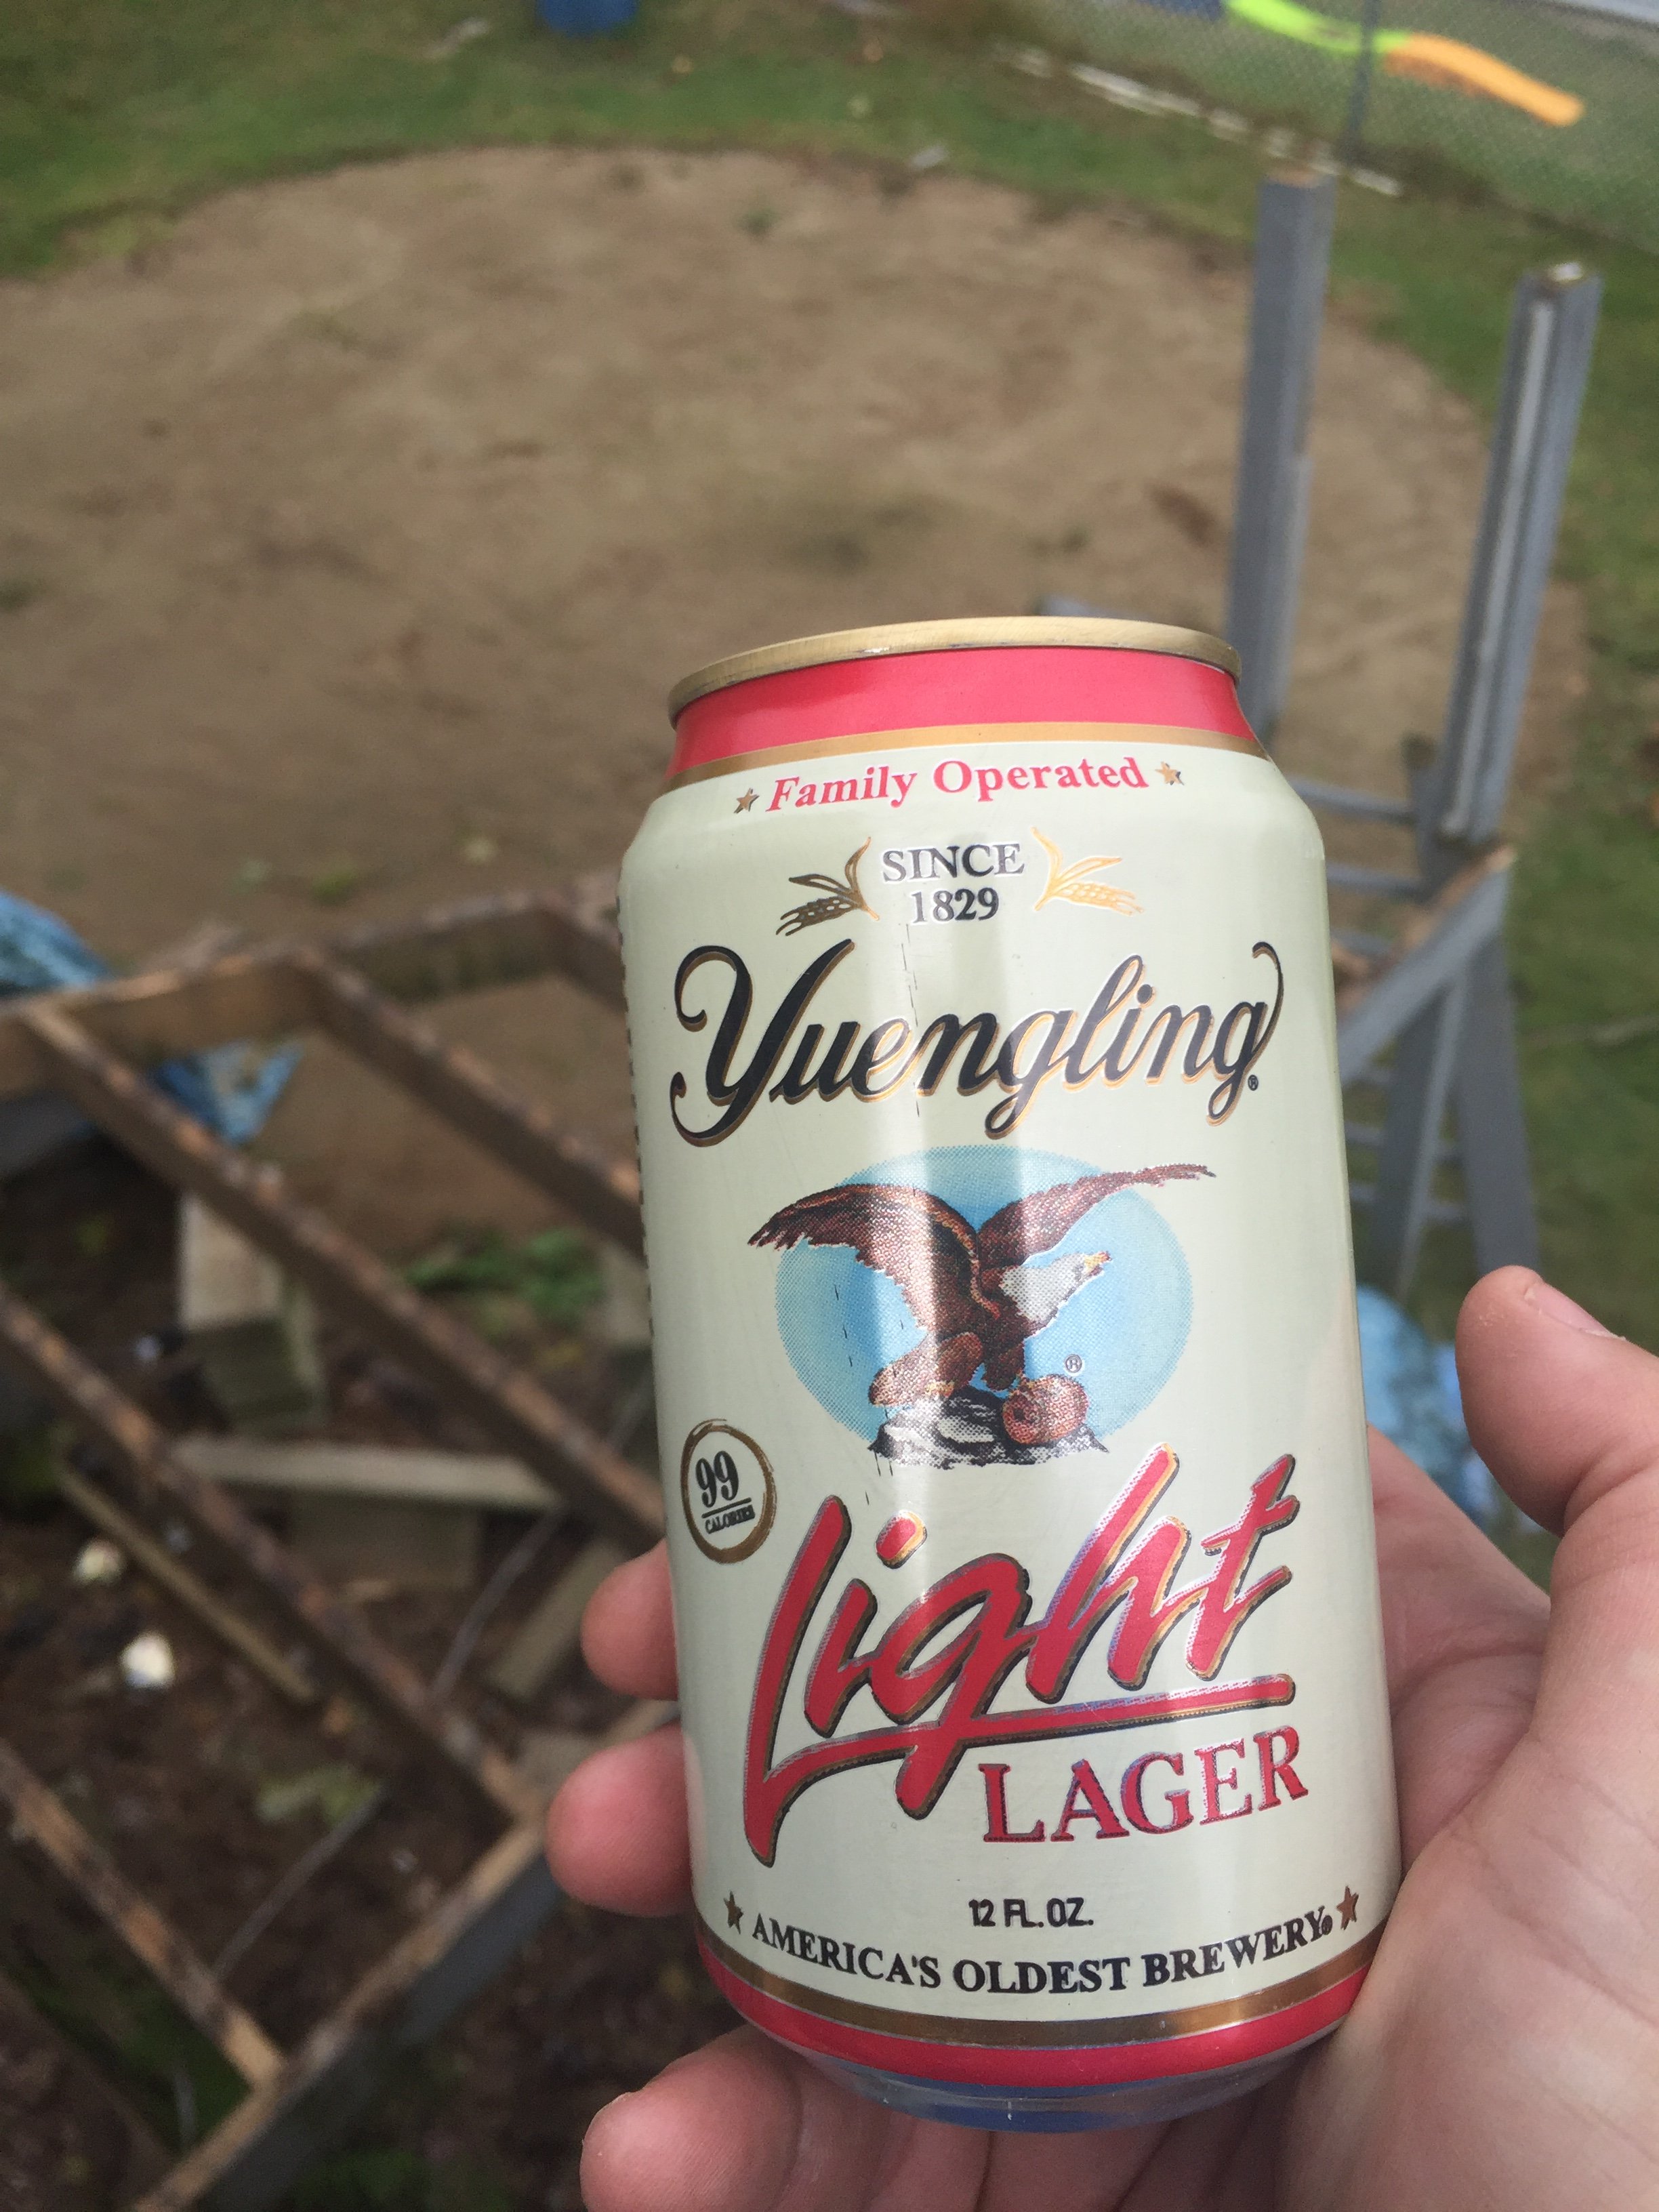 Family Operated
SINCE
1829
Yuengling®
®
99
CALORIES
Light
LAGER
12 FL. OZ.
AMERICA'S OLDEST BREWERY®